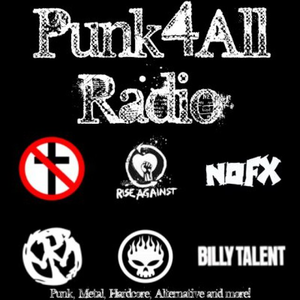 Punk4All
Radio
RISE AGAINST
NOFX
BILLY TALENT
Punk, Metal, Hardcore, Alternative and more!